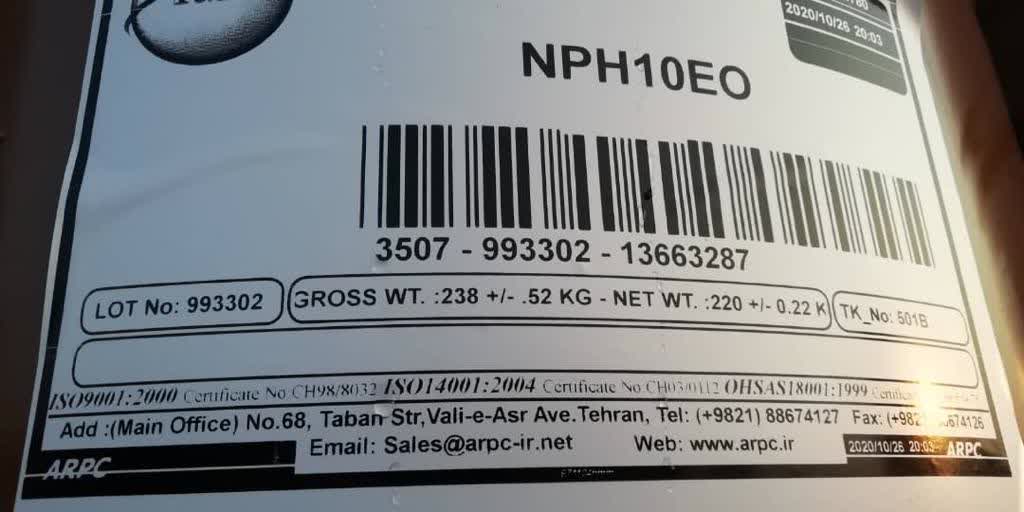 2020/10/26 20:03
NPH10EO
3507 - 993302 - 13663287
LOT No: 993302
GROSS WT. :238 +/- .52 KG - NET WT. :220 +/- 0.22 K
TK_No: 501B
ISO9001:2000 Certificate No CH98/8032 ISO14001:2004 Certificate No CH03/0112 OHSAS18001:1999
Add :(Main Office) No.68, Taban Str,Vali-e-Asr Ave.Tehran, Tel: (+9821) 88674127 Fax:
Email: Sales@arpc-ir.net Web: www.arpc.ir
2020/10/26 20:03
ARPC
ARPC